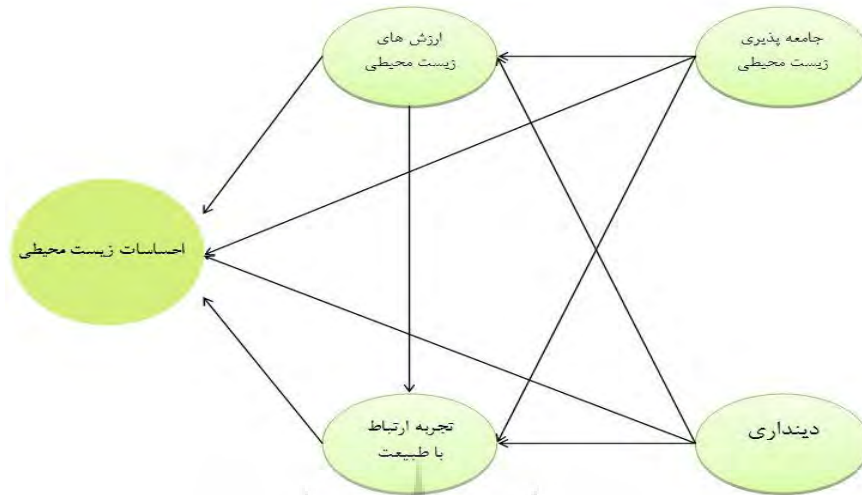 جامعه پذیری
زیست محیطی
ارزش های
زیست محیطی
احساسات زیست محیطی
دینداری
تجربه ارتباط
با طبیعت